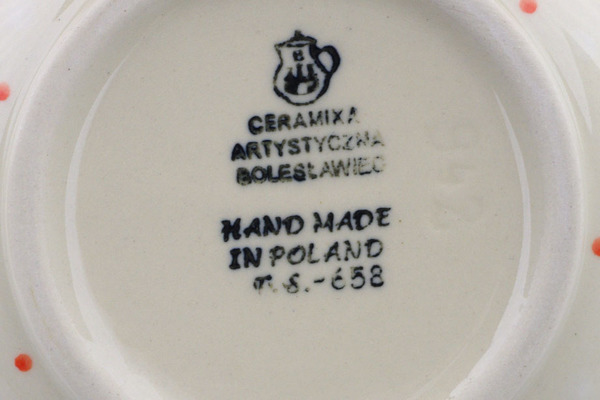 CERAMIKA
ARTYSTYCZNA
BOLESŁAWIEC
HAND MADE
IN POLAND
T.S.-658